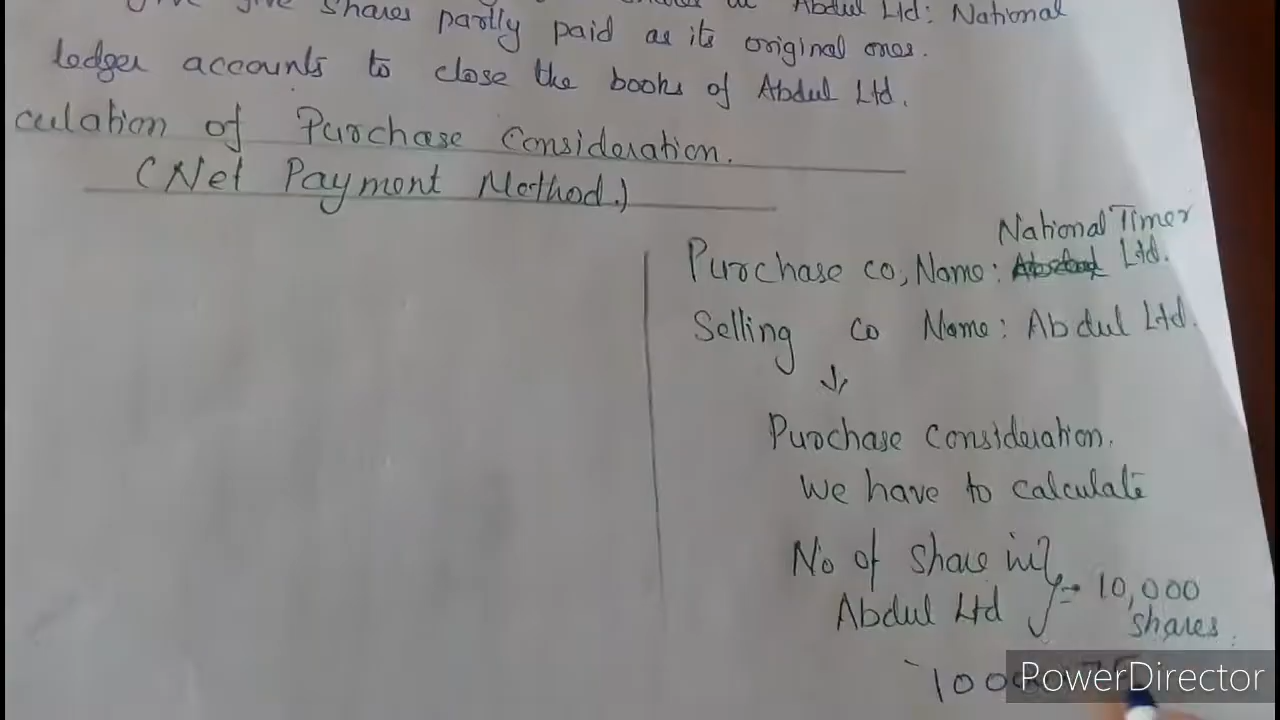 give shares partly paid as its original ones.
Abdul Ltd: National
ledger accounts to close the books of Abdul Ltd.
culation of Purchase Consideration.
(Net Payment Method.)
National Timer
Purchase co, Name: Ltd.
Selling co Name: Abdul Ltd.
Purchase Consideration.
We have to calculate
No of share in
Abdul Ltd = 10,000
shares.
PowerDirector